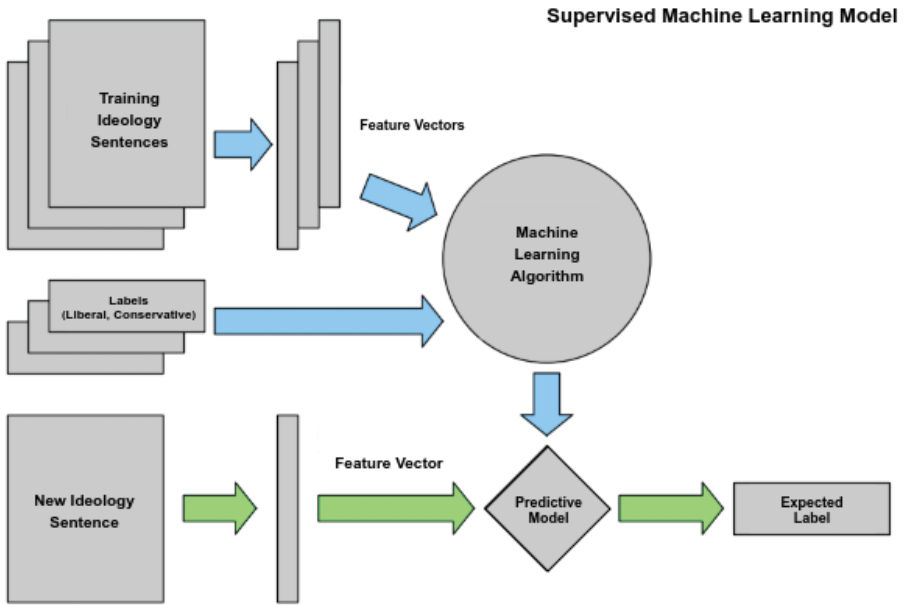 Supervised Machine Learning Model
Training
Ideology
Sentences
Feature Vectors
Machine
Learning
Algorithm
Labels
(Liberal, Conservative)
New Ideology
Sentence
Feature Vector
Predictive
Model
Expected
Label